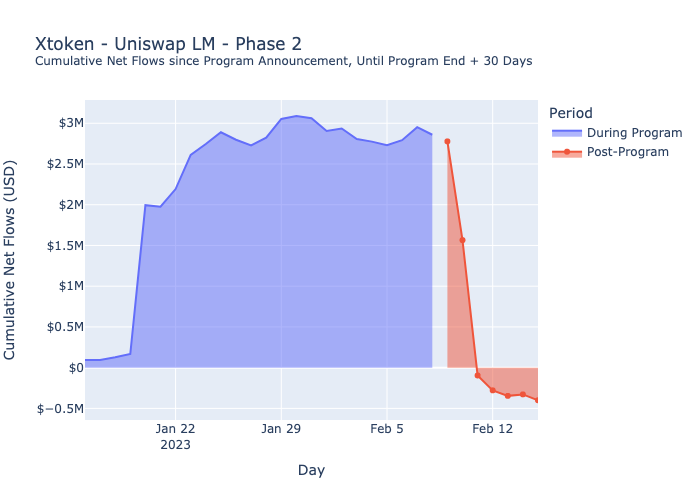 Xtoken - Uniswap LM - Phase 2
Cumulative Net Flows since Program Announcement, Until Program End + 30 Days
Period
During Program
Post-Program
Cumulative Net Flows (USD)
$3M
$2.5M
$2M
$1.5M
$1M
$0.5M
$0
$−0.5M
Jan 22
2023
Jan 29
Feb 5
Feb 12
Day